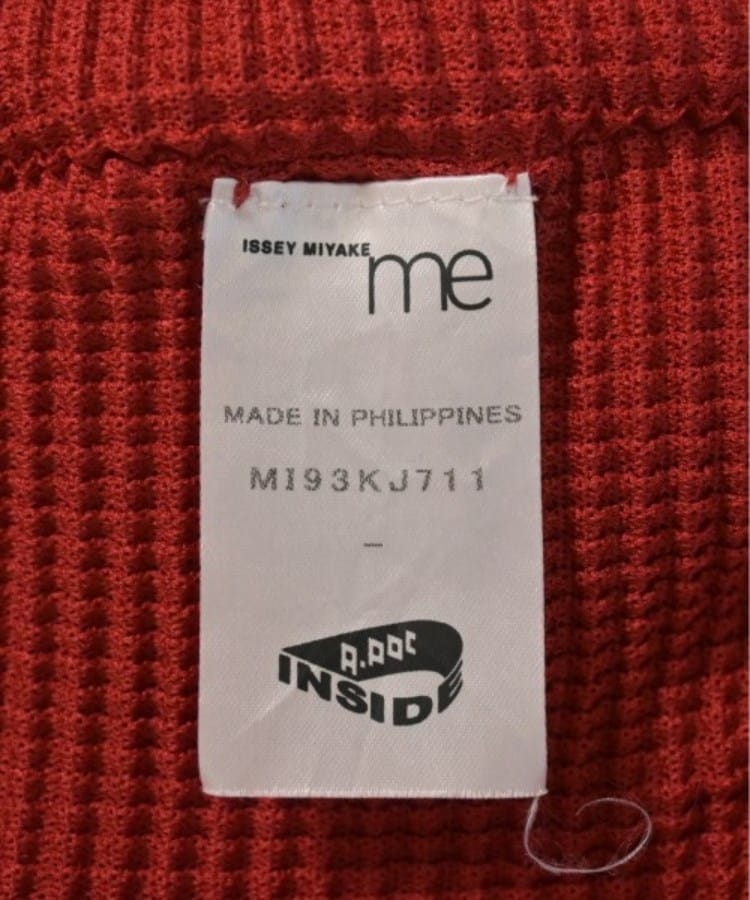 ISSEY MIYAKE me
MADE IN PHILIPPINES
MI93KJ711
–
A-POC
INSIDE